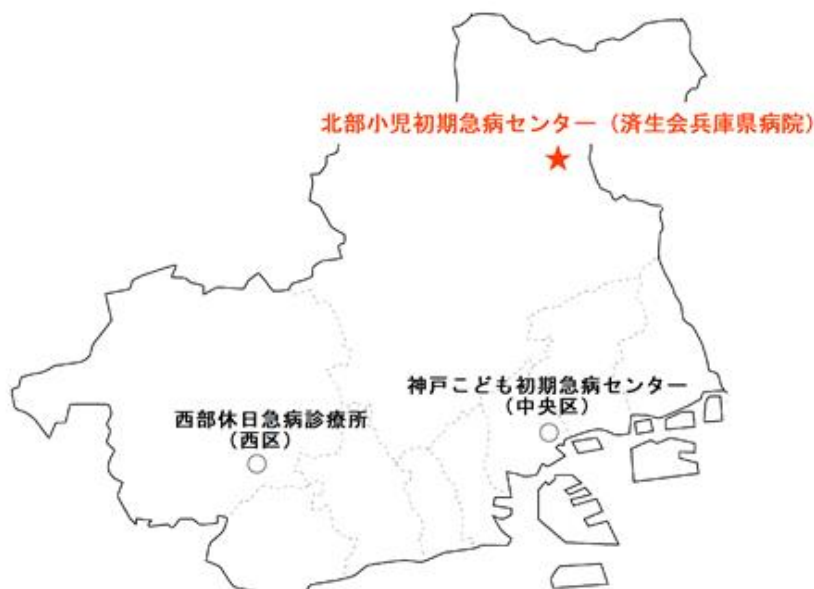 北部小児初期急病センター（済生会兵庫県病院）
神戸こども初期急病センター
（中央区）
西部休日急病診療所
（西区）